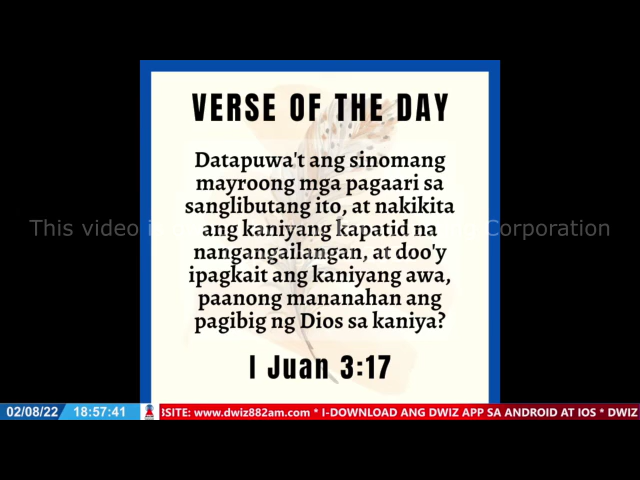 VERSE OF THE DAY
Datapuwa't ang sinomang
mayroong mga pagaari sa
sanglibutang ito, at nakikita
ang kaniyang kapatid na
nangangailangan, at doo'y
ipagkait ang kaniyang awa,
paanong mananahan ang
pagibig ng Dios sa kaniya?
I Juan 3:17
This video Corporation
02/08/22 18:57:41 BSITE: www.dwiz882am.com * I-DOWNLOAD ANG DWIZ APP SA ANDROID AT IOS * DWIZ